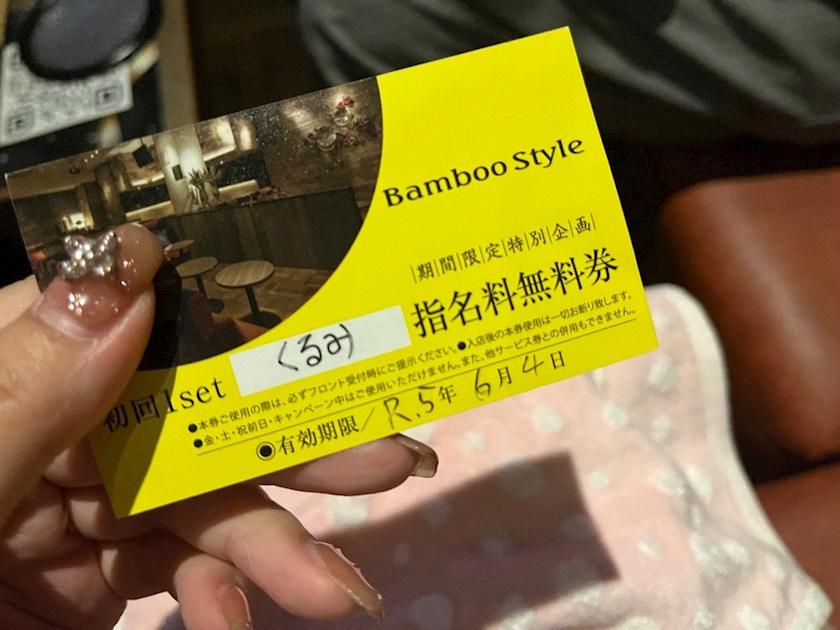 Bamboo Style
期間限定特別企画
指名料無料券
くるみ
初回1set
●本券ご使用の際は、必ずフロント受付時にご提示ください。●入店後の本券使用は一切お断り致します。
●金・土・祝前日・キャンペーン中はご使用いただけません。また、他サービス券との併用もできません。
●有効期限/R.5年 6月 4日